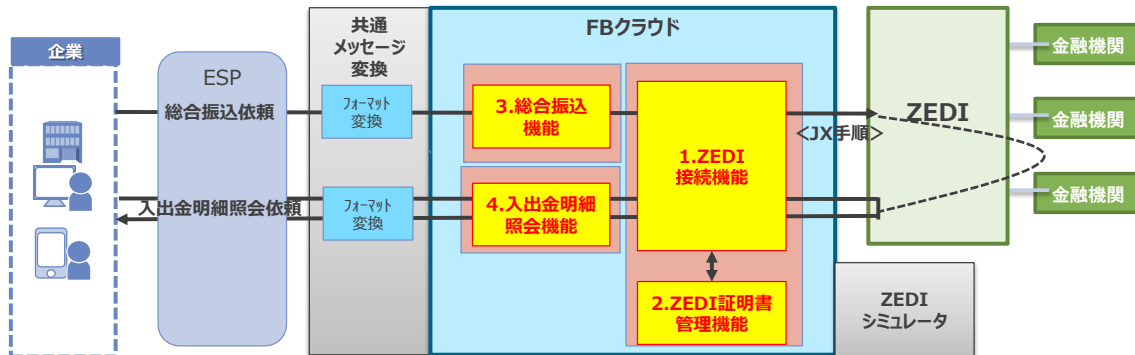 企業
ESP
総合振込依頼
入出金明細照会依頼
共通
メッセージ
変換
フォーマット
変換
フォーマット
変換
FBクラウド
3.総合振込
機能
4.入出金明細
照会機能
1.ZEDI
接続機能
2.ZEDI証明書
管理機能
<JX手順>
ZEDI
ZEDI
シミュレータ
金融機関
金融機関
金融機関